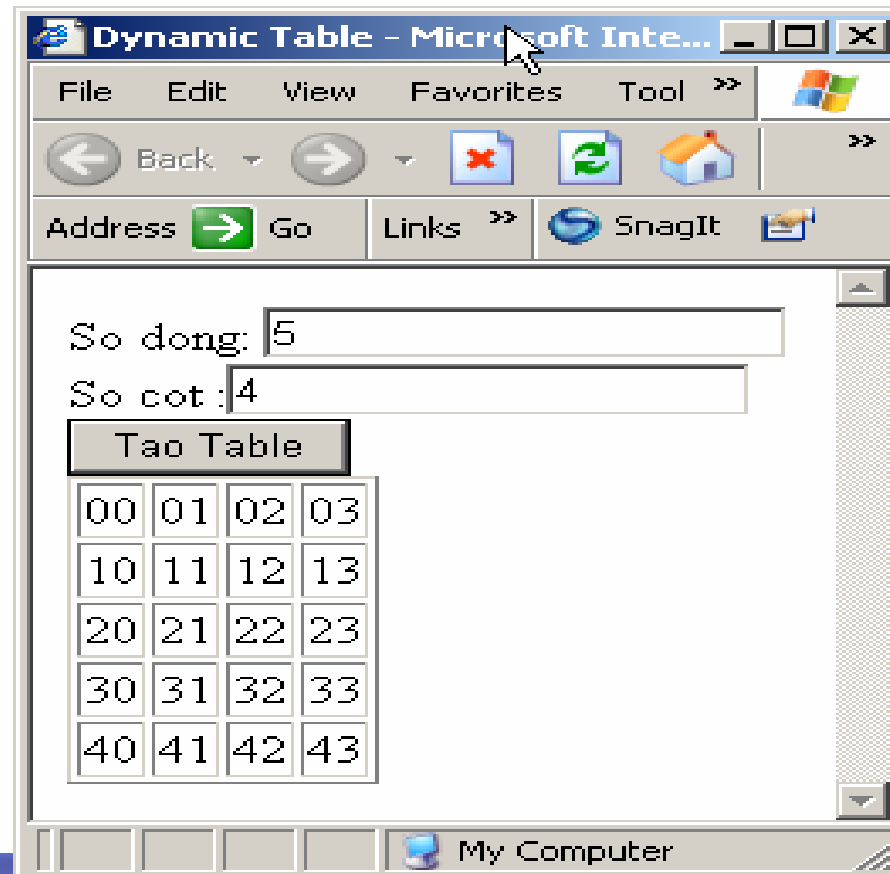 Dynamic Table - Microsoft Inte...
File Edit View Favorites Tool »
Back »
Address Go Links » SnagIt
So dong: 5
So cot : 4
Tao Table
00 01 02 03
10 11 12 13
20 21 22 23
30 31 32 33
40 41 42 43
My Computer